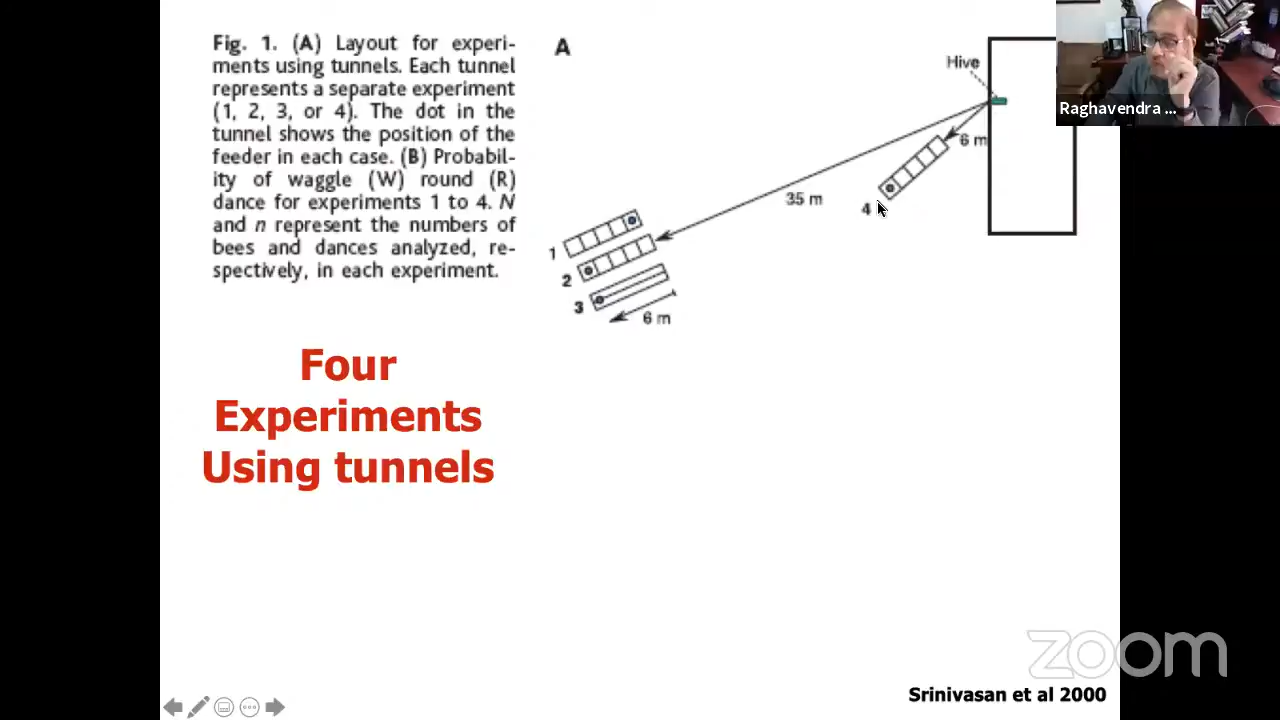 Fig. 1. (A) Layout for experi-
ments using tunnels. Each tunnel
represents a separate experiment
(1, 2, 3, or 4). The dot in the
tunnel shows the position of the
feeder in each case. (B) Probabil-
ity of waggle (W) round (R)
dance for experiments 1 to 4. N
and n represent the numbers of
bees and dances analyzed, re-
spectively, in each experiment.
A
Hive
Raghavendra ...
6 m
35 m
4
1
2
3
6 m
Four
Experiments
Using tunnels
zoom
Srinivasan et al 2000